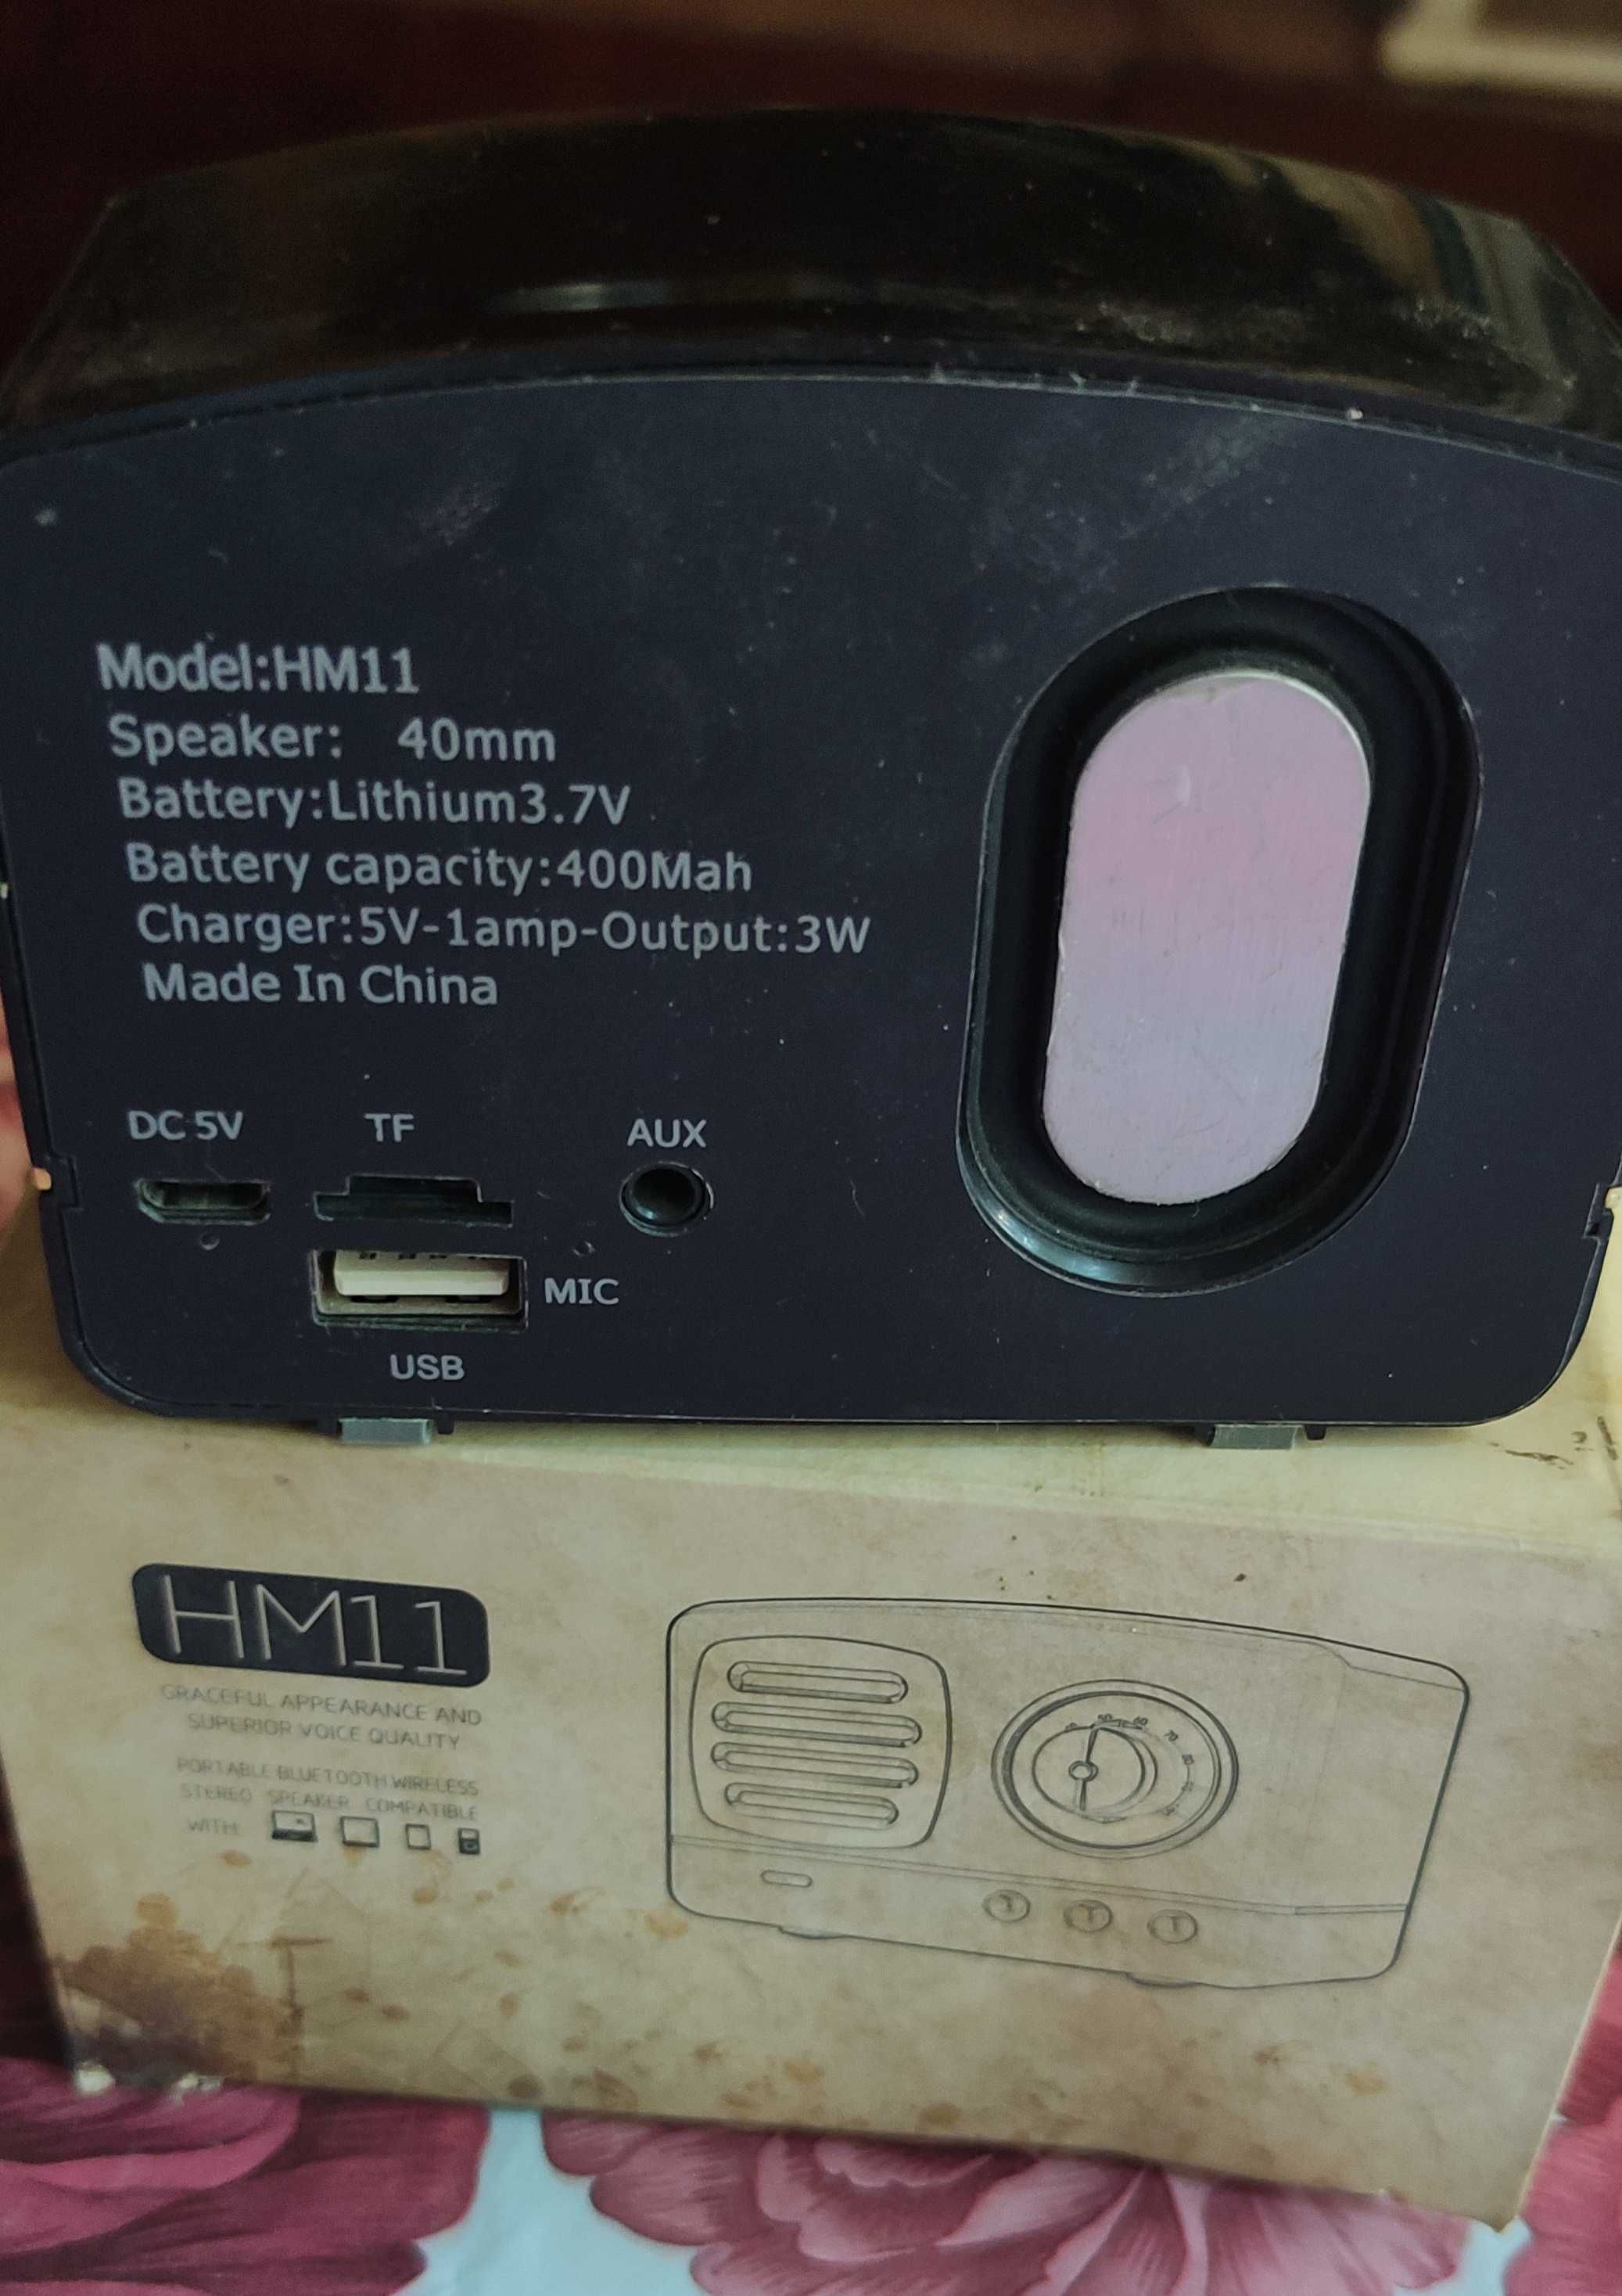 Model:HM11
Speaker: 40mm
Battery:Lithium3.7V
Battery capacity:400Mah
Charger:5V-1amp-Output:3W
Made In China
DC 5V TF AUX
MIC
USB
HM11
GRACEFUL APPEARANCE AND
SUPERIOR VOICE QUALITY
PORTABLE BLUETOOTH WIRELESS
STEREO SPEAKER COMPATIBLE
WITH